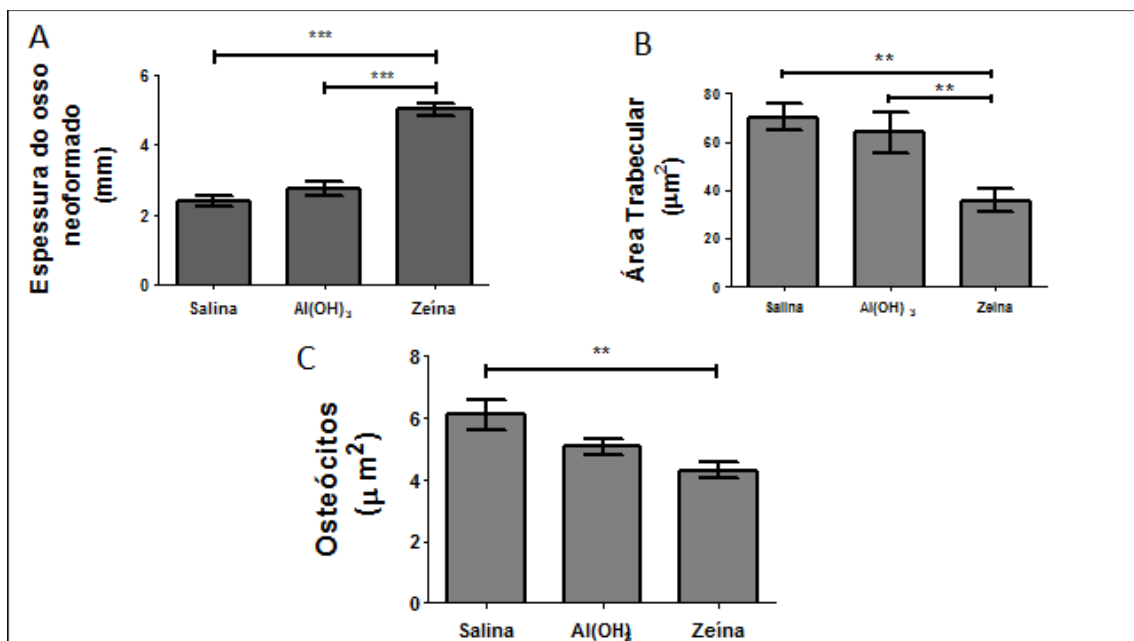 A
***
***
Espessura do osso
neoformado
(mm)
6
4
2
0
Salina
Al(OH)₃
Zeína
B
**
**
Área Trabecular
(μm²)
80
60
40
20
0
Salina
Al(OH)₃
Zeína
C
**
Osteócitos
(μ m²)
8
6
4
2
0
Salina
Al(OH)₃
Zeína